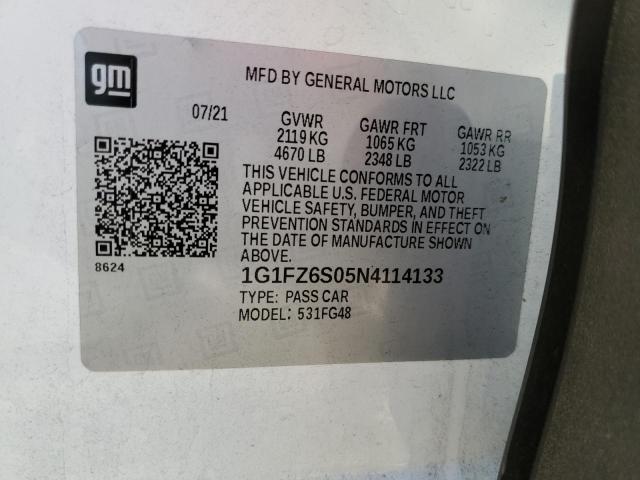 gm
MFD BY GENERAL MOTORS LLC
07/21 GVWR GAWR FRT GAWR RR
2119 KG 1065 KG 1053 KG
4670 LB 2348 LB 2322 LB
THIS VEHICLE CONFORMS TO ALL
APPLICABLE U.S. FEDERAL MOTOR
VEHICLE SAFETY, BUMPER, AND THEFT
PREVENTION STANDARDS IN EFFECT ON
THE DATE OF MANUFACTURE SHOWN
ABOVE.
8624
1G1FZ6S05N4114133
TYPE: PASS CAR
MODEL: 531FG48